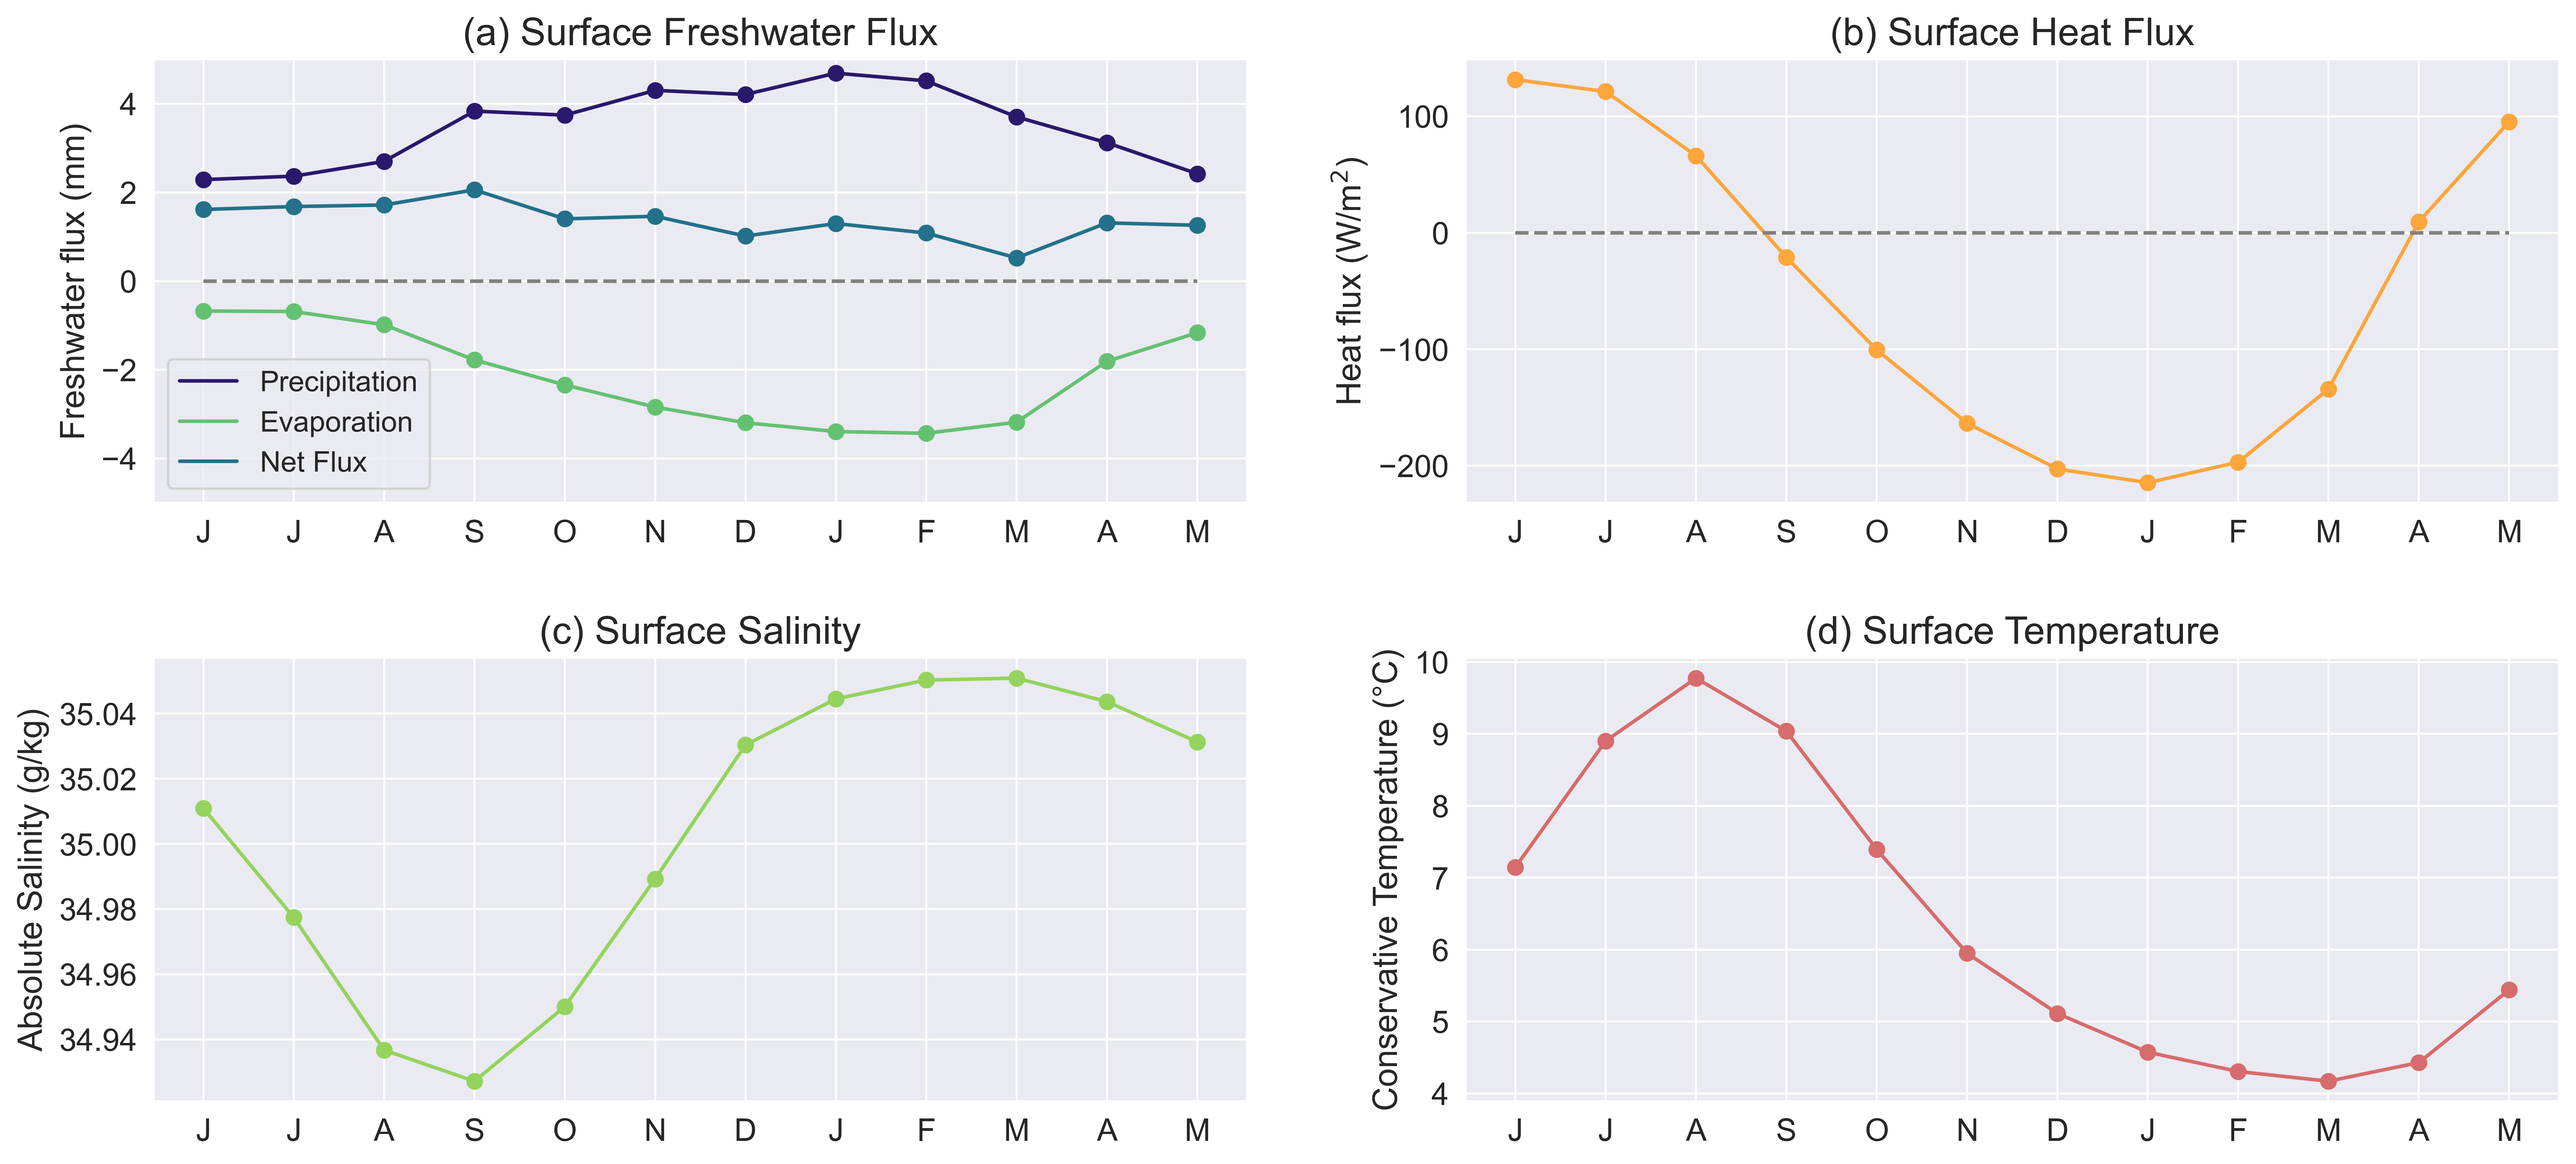 (a) Surface Freshwater Flux
Freshwater flux (mm)
4
2
0
−2
−4
Precipitation
Evaporation
Net Flux
J J A S O N D J F M A M
(b) Surface Heat Flux
Heat flux (W/m²)
100
0
−100
−200
J J A S O N D J F M A M
(c) Surface Salinity
Absolute Salinity (g/kg)
35.04
35.02
35.00
34.98
34.96
34.94
J J A S O N D J F M A M
(d) Surface Temperature
Conservative Temperature (°C)
10
9
8
7
6
5
4
J J A S O N D J F M A M